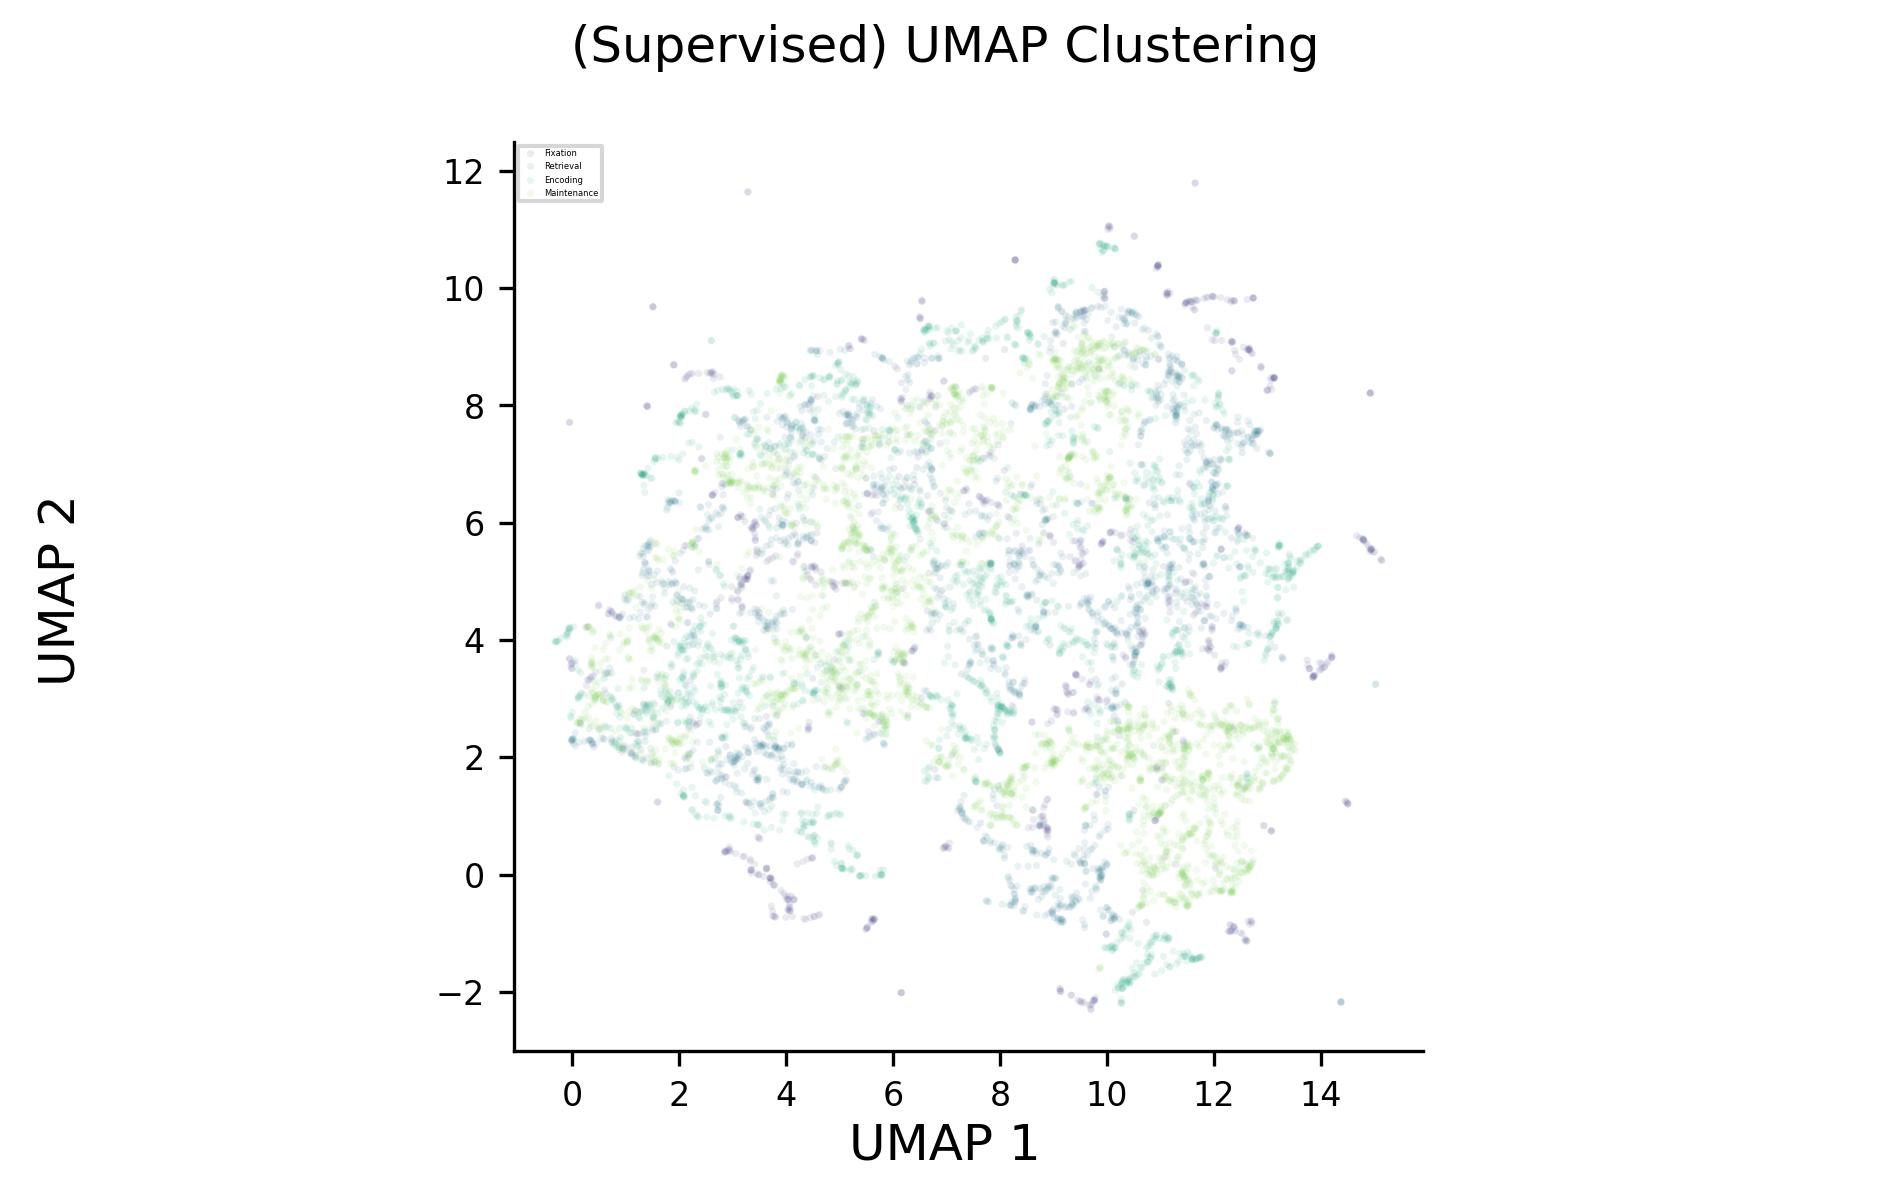 (Supervised) UMAP Clustering
Fixation
Retrieval
Encoding
Maintenance
12
10
8
6
4
2
0
−2
UMAP 2
0 2 4 6 8 10 12 14
UMAP 1